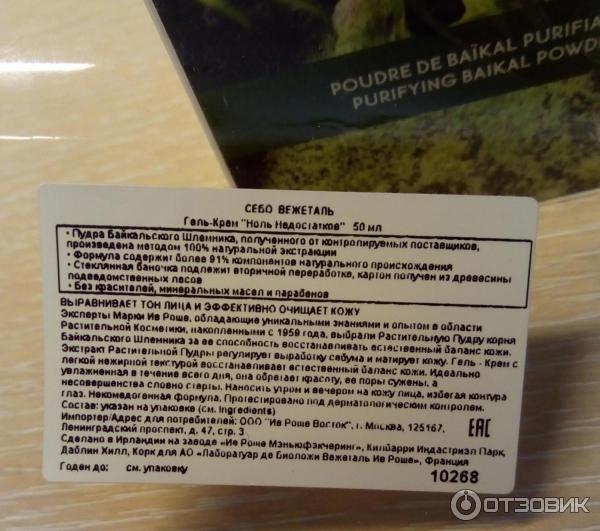 POUDRE DE BAÏKAL PURIFIA
PURIFYING BAIKAL POWD
СЕБО ВЕЖЕТАЛЬ
Гель-Крем "Ноль Недостатков" 50 мл
• Пудра Байкальского Шлемника, полученного от контролируемых поставщиков,
произведена методом 100% натуральной экстракции
• Формула содержит более 91% компонентов натурального происхождения
• Стеклянная баночка подлежит вторичной переработке, картон получен из древесины
подведомственных лесов
• Без красителей, минеральных масел и парабенов
ВЫРАВНИВАЕТ ТОН ЛИЦА И ЭФФЕКТИВНО ОЧИЩАЕТ КОЖУ
Эксперты Марки Ив Роше, обладающие уникальными знаниями и опытом в области
Растительной Косметики, накопленными с 1959 года, выбрали Растительную Пудру корня
Байкальского Шлемника за ее способность восстанавливать естественный баланс кожи.
Экстракт Растительной Пудры регулирует выработку себума и матирует кожу. Гель - Крем с
легкой нежирной текстурой восстанавливает естественный баланс кожи. Идеально
увлажненная в течение всего дня, она обретает красоту, ее поры сужены, а
несовершенства словно стерты. Наносить утром и вечером на кожу лица, избегая контура
глаз. Некомедогенная формула. Протестировано под дерматологическим контролем.
Состав: указан на упаковке (см. Ingredients)
Импортер/Адрес для потребителей: ООО "Ив Роше Восток", г. Москва, 125167,
Ленинградский проспект, д. 47, стр. 3
EAC
Сделано в Ирландии на заводе «Ив Роше Мэньюфэкчеринг», Киллбарри Индастриэл Парк,
Даблин Хилл, Корк для АО «Лаборатуар де Биоложи Вежеталь Ив Роше», Франция
Годен до: см. упаковку
10268
ОТЗОВИК